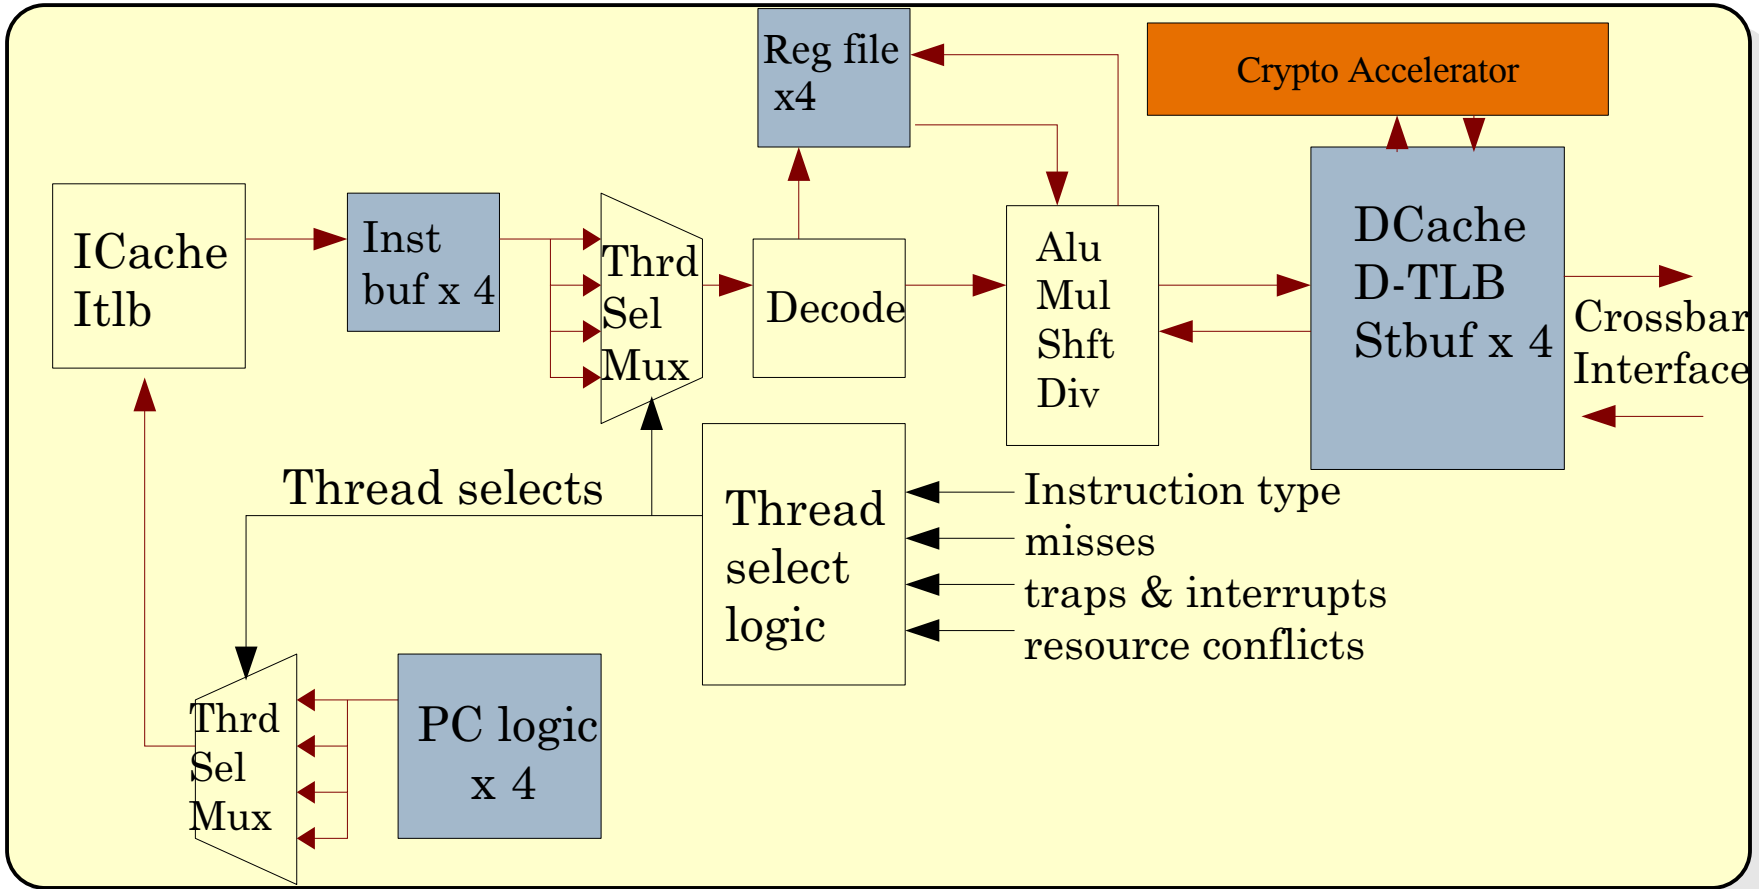 Reg file
x4
Crypto Accelerator
ICache
Itlb
Inst
buf x 4
Thrd
Sel
Mux
Decode
Alu
Mul
Shft
Div
DCache
D-TLB
Stbuf x 4
Crossbar
Interface
Thread selects
Thread
select
logic
Instruction type
misses
traps & interrupts
resource conflicts
Thrd
Sel
Mux
PC logic
x 4